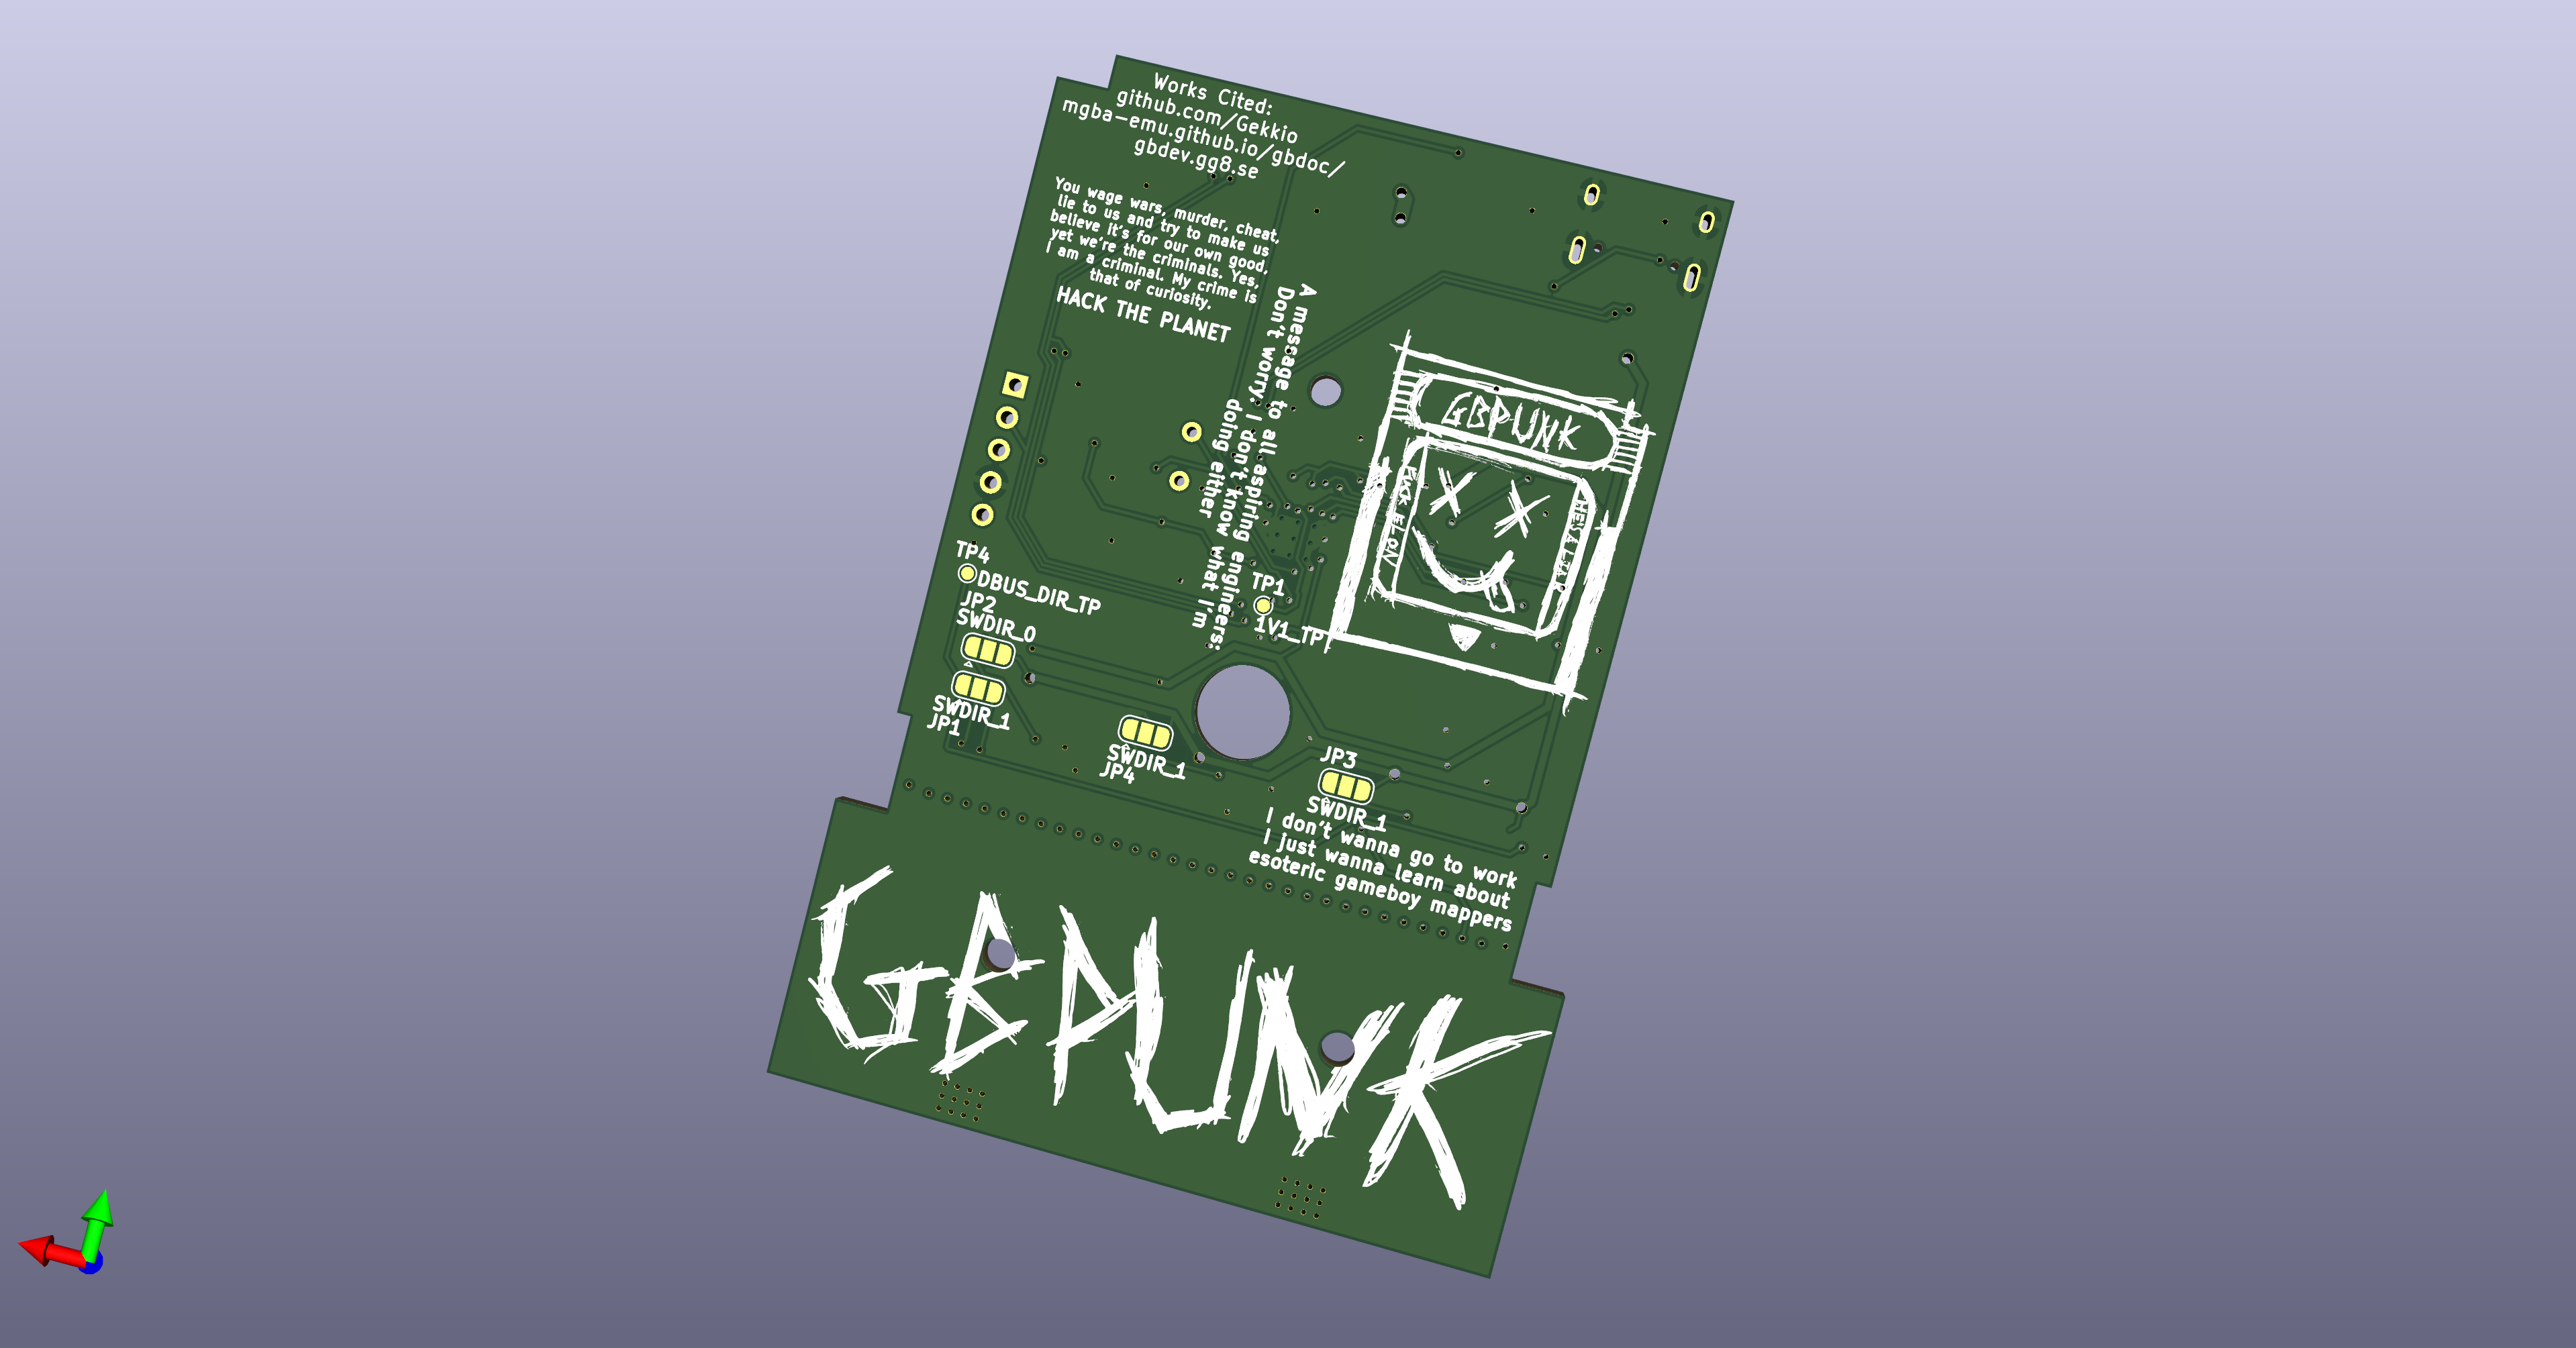 Works Cited:
github.com/Gekkio
mgba-emu.github.io/gbdoc/
gbdev.gg8.se
You wage wars, murder, cheat,
lie to us and try to make us
believe it's for our own good,
yet we're the criminals. Yes,
I am a criminal. My crime is
that of curiosity.
HACK THE PLANET
A message to all aspiring engineers:
Don't worry. I don't know what I'm
doing either
GBPUNK
FUCK ELON
TP4
DBUS_DIR_TP
JP2
SWDIR_0
SWDIR_1
JP1
TP1
1V1_TP
SWDIR_1
JP4
JP3
SWDIR_1
I don't wanna go to work
I just wanna learn about
esoteric gameboy mappers
GBPUNK